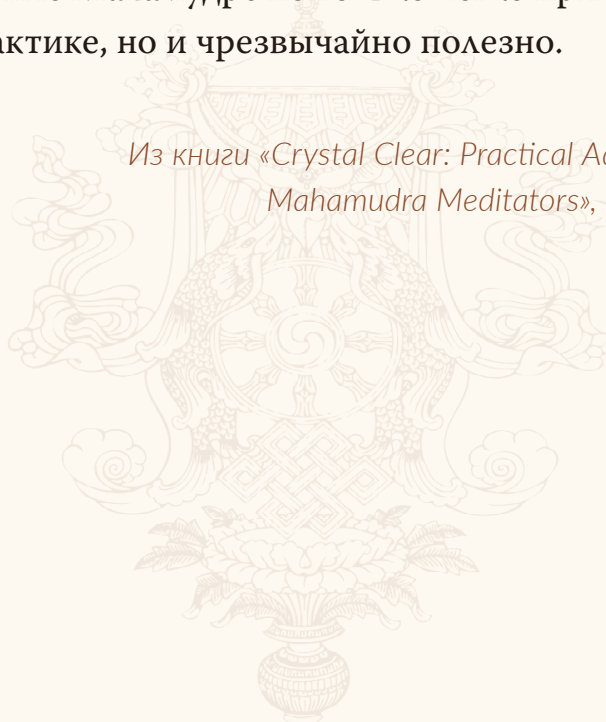 актике, но и чрезвычайно полезно.
Из книги «Crystal Clear: Practical
Mahamudra Meditators»,